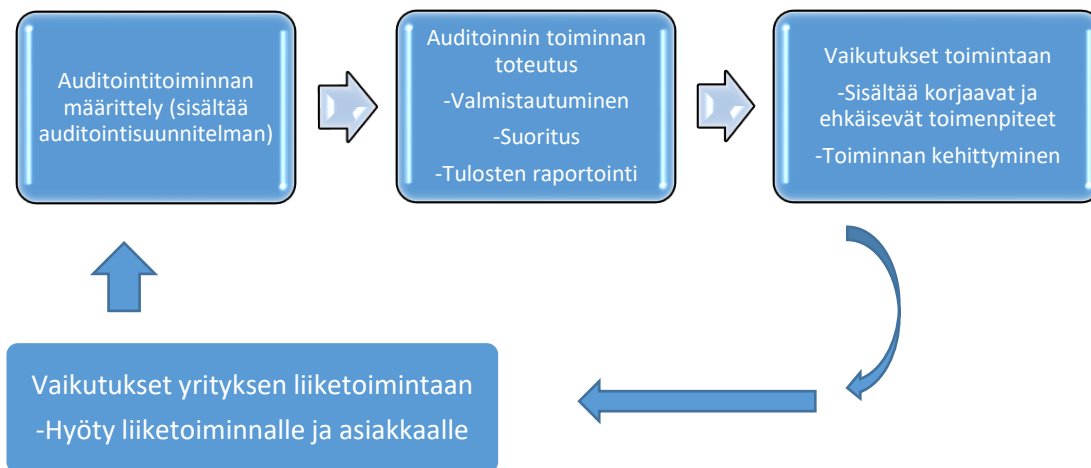 Auditointitoiminnan
määrittely (sisältää
auditointisuunnitelman)
Auditoinnin toiminnan
toteutus
-Valmistautuminen
-Suoritus
-Tulosten raportointi
Vaikutukset toimintaan
-Sisältää korjaavat ja
ehkäisevät toimenpiteet
-Toiminnan kehittyminen
Vaikutukset yrityksen liiketoimintaan
-Hyöty liiketoiminnalle ja asiakkaalle